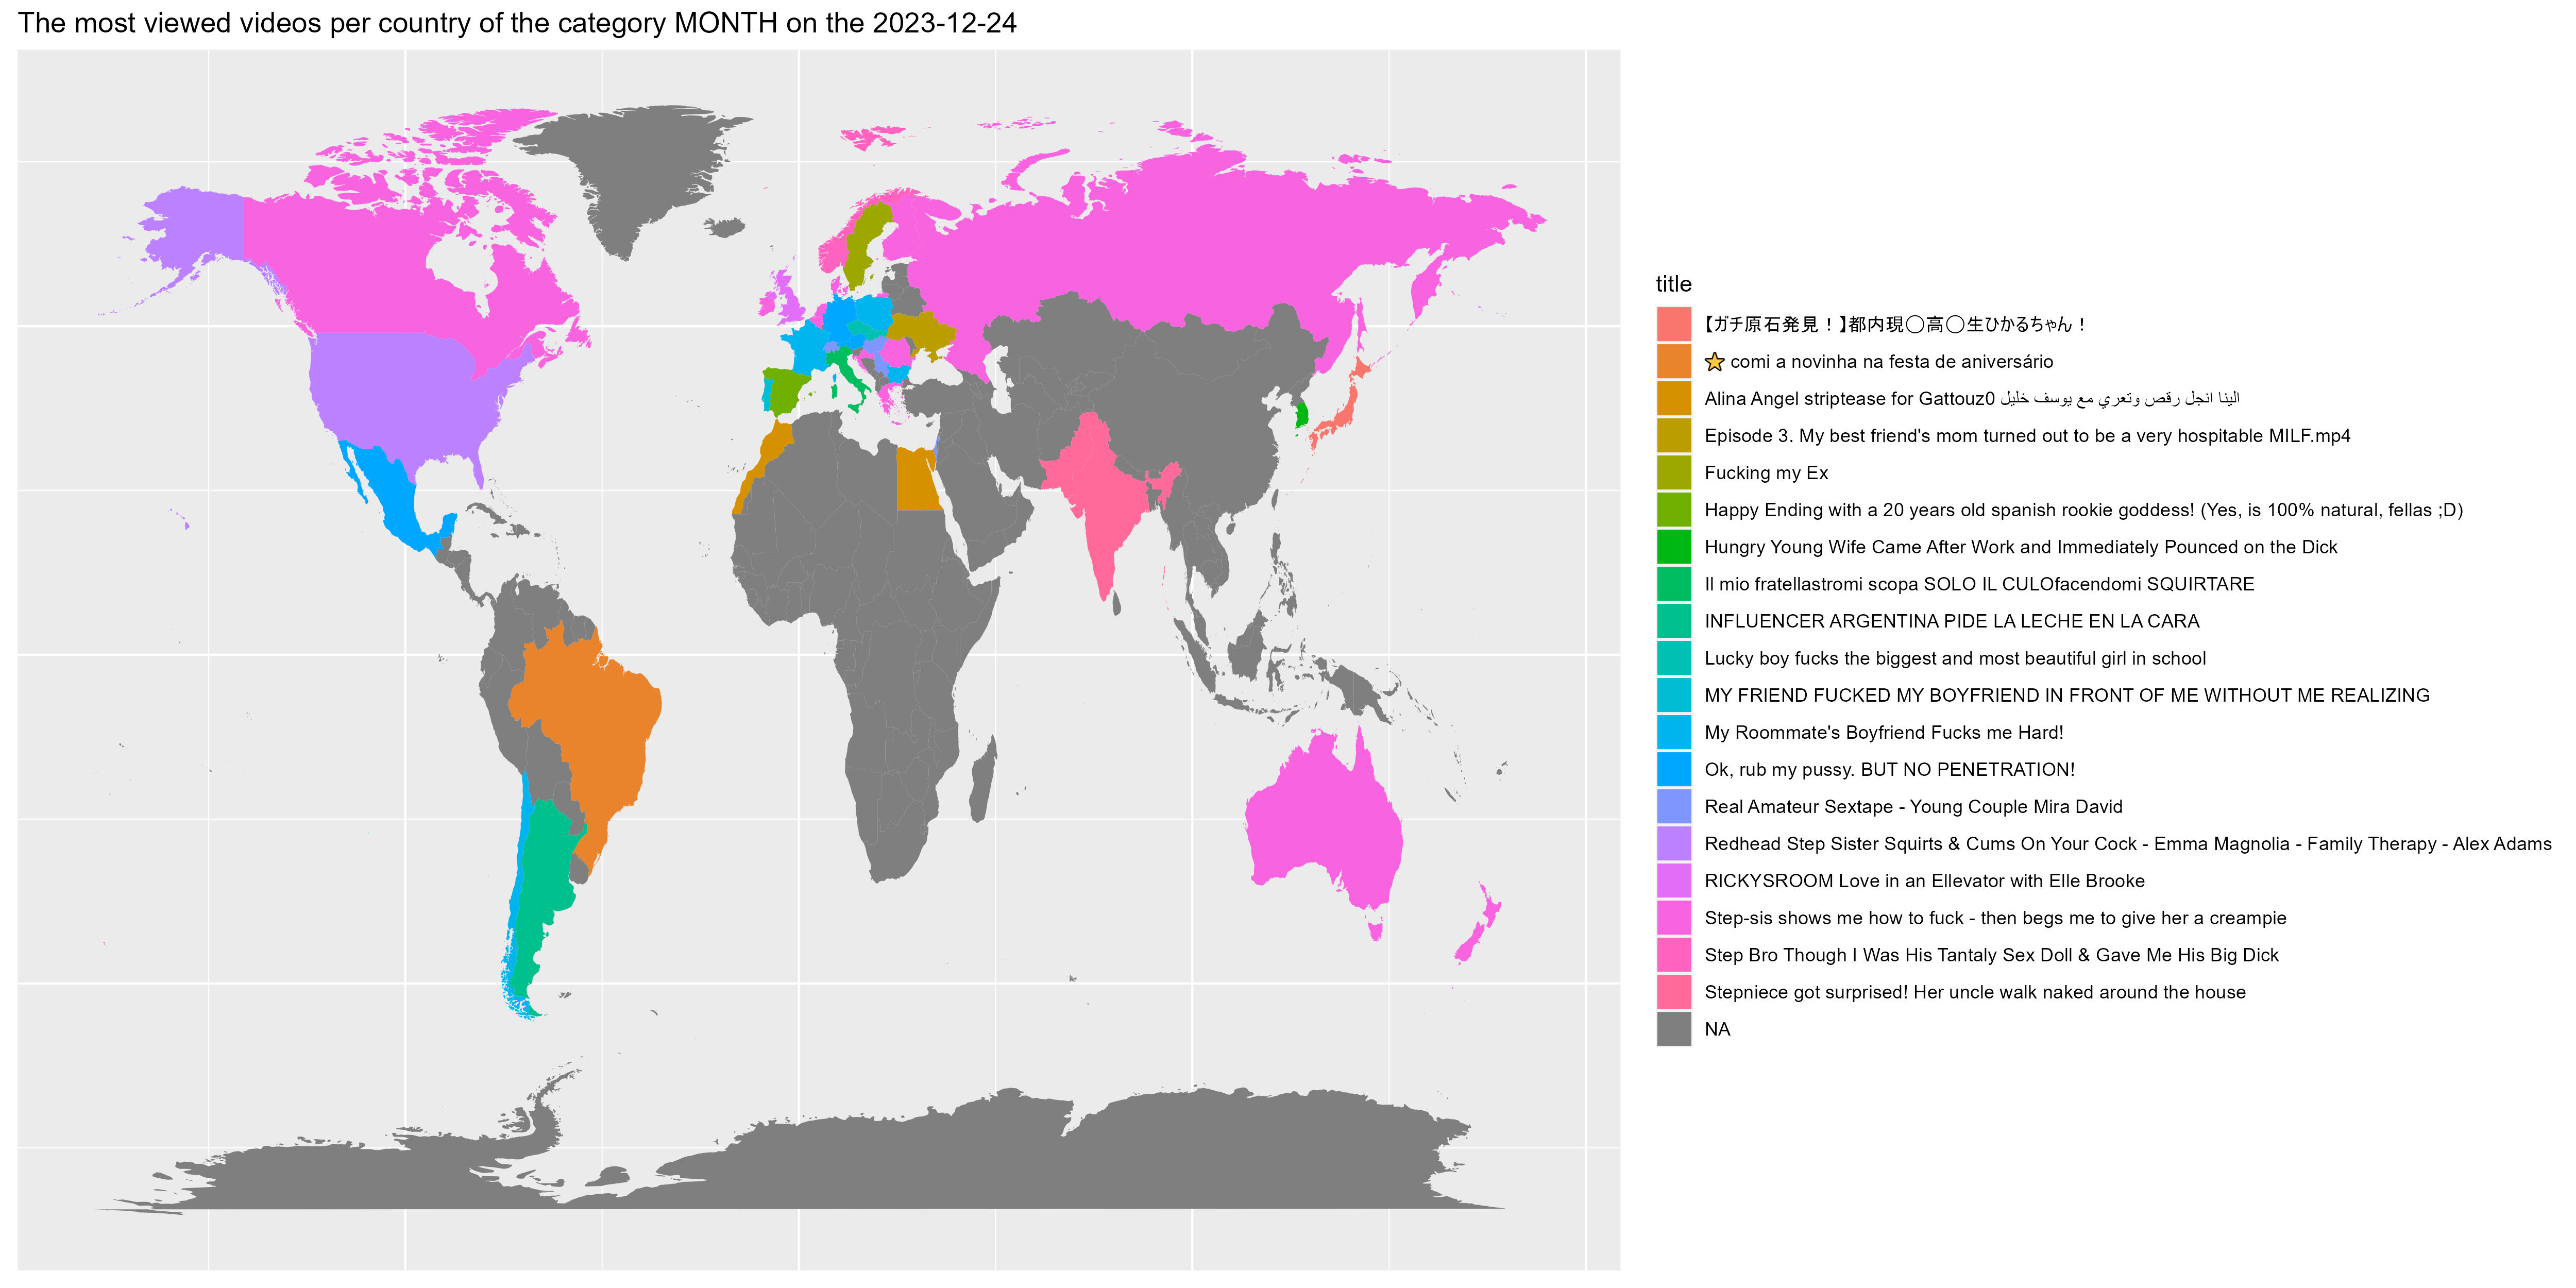 The most viewed videos per country of the category MONTH on the 2023-12-24
title
【ガチ原石発見！】都内現◯高◯生ひかるちゃん！
⭐ comi a novinha na festa de aniversário
Alina Angel striptease for Gattouz0 الينا انجل رقص وتعري مع يوسف خليل
Episode 3. My best friend's mom turned out to be a very hospitable MILF.mp4
Fucking my Ex
Happy Ending with a 20 years old spanish rookie goddess! (Yes, is 100% natural, fellas ;D)
Hungry Young Wife Came After Work and Immediately Pounced on the Dick
Il mio fratellastromi scopa SOLO IL CULOfacendomi SQUIRTARE
INFLUENCER ARGENTINA PIDE LA LECHE EN LA CARA
Lucky boy fucks the biggest and most beautiful girl in school
MY FRIEND FUCKED MY BOYFRIEND IN FRONT OF ME WITHOUT ME REALIZING
My Roommate's Boyfriend Fucks me Hard!
Ok, rub my pussy. BUT NO PENETRATION!
Real Amateur Sextape - Young Couple Mira David
Redhead Step Sister Squirts & Cums On Your Cock - Emma Magnolia - Family Therapy - Alex Adams
RICKYSROOM Love in an Ellevator with Elle Brooke
Step-sis shows me how to fuck - then begs me to give her a creampie
Step Bro Though I Was His Tantaly Sex Doll & Gave Me His Big Dick
Stepniece got surprised! Her uncle walk naked around the house
NA